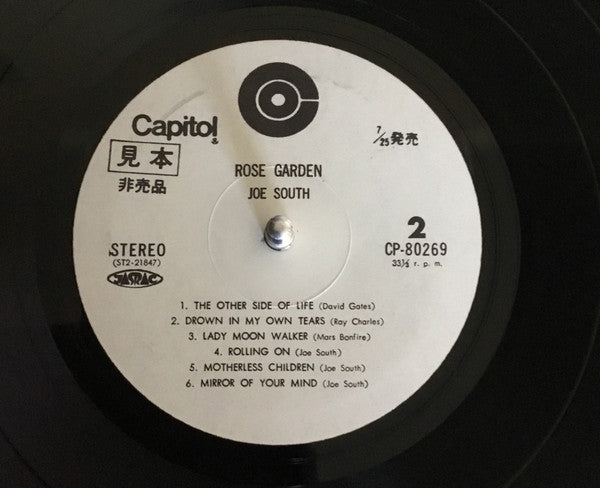 Capitol
®
見本
非売品
7/25発売
ROSE GARDEN
JOE SOUTH
STEREO
(ST2-21847)
JASRAC
2
CP-80269
33⅓ r. p. m.
1. THE OTHER SIDE OF LIFE (David Gates)
2. DROWN IN MY OWN TEARS (Ray Charles)
3. LADY MOON WALKER (Mars Bonfire)
4. ROLLING ON (Joe South)
5. MOTHERLESS CHILDREN (Joe South)
6. MIRROR OF YOUR MIND (Joe South)